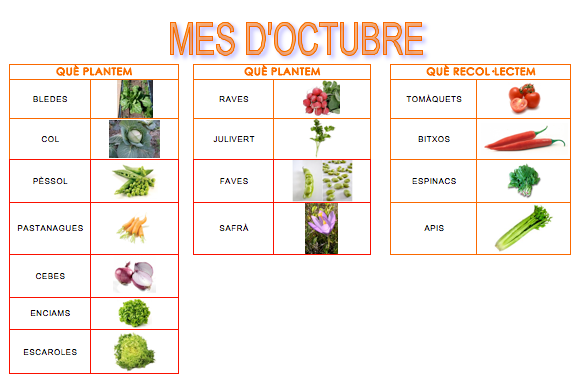 MES D'OCTUBRE
QUÈ PLANTEM
BLEDES
COL
PÈSSOL
PASTANAGUES
CEBES
ENCIAMS
ESCAROLES
QUÈ PLANTEM
RAVES
JULIVERT
FAVES
SAFRÀ
QUÈ RECOL·LECTEM
TOMÀQUETS
BITXOS
ESPINACS
APIS